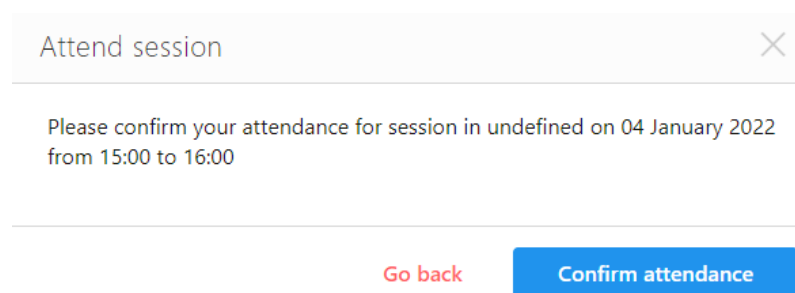 Attend session
Please confirm your attendance for session in undefined on 04 January 2022
from 15:00 to 16:00
Go back
Confirm attendance